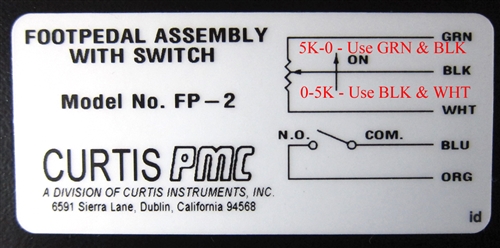 FOOTPEDAL ASSEMBLY
WITH SWITCH
Model No. FP-2
CURTIS PMC
A DIVISION OF CURTIS INSTRUMENTS, INC.
6591 Sierra Lane, Dublin, California 94568
GRN
5K-0 - Use GRN & BLK
ON
BLK
0-5K - Use BLK & WHT
WHT
N.O. COM.
BLU
ORG
id